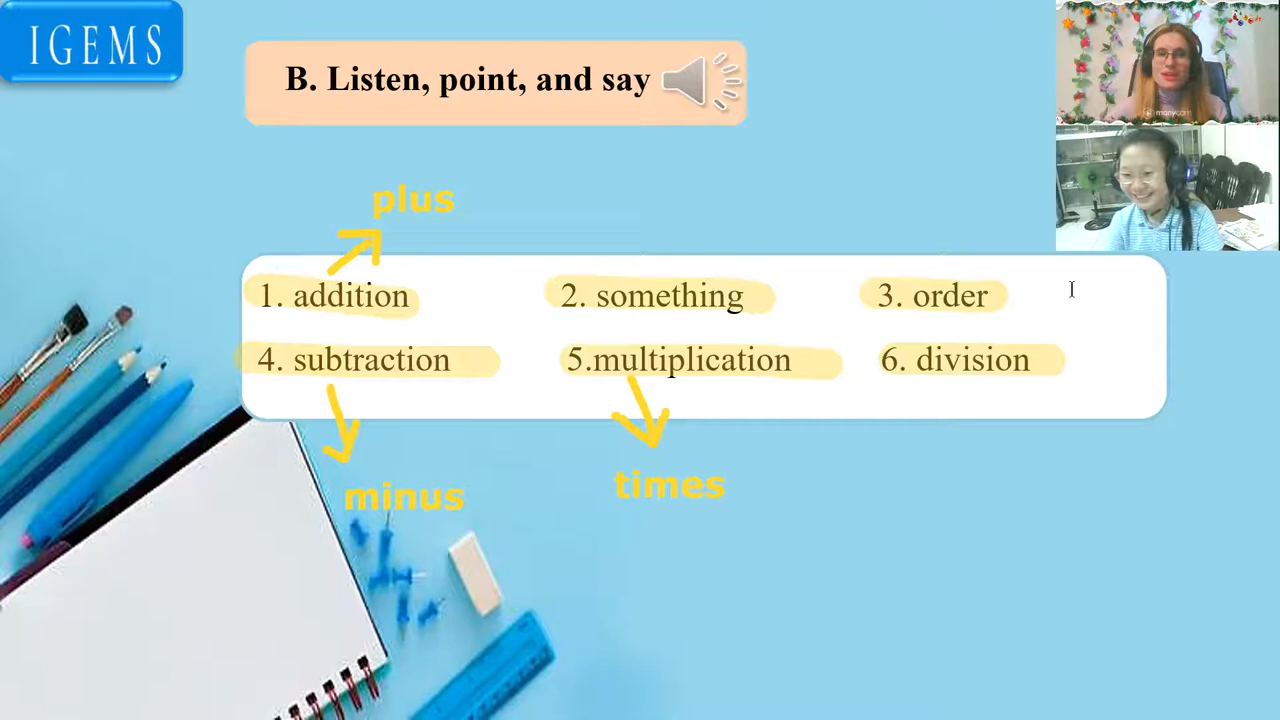 IGEMS
B. Listen, point, and say
manycam
plus
1. addition 2. something 3. order
4. subtraction 5.multiplication 6. division
minus times